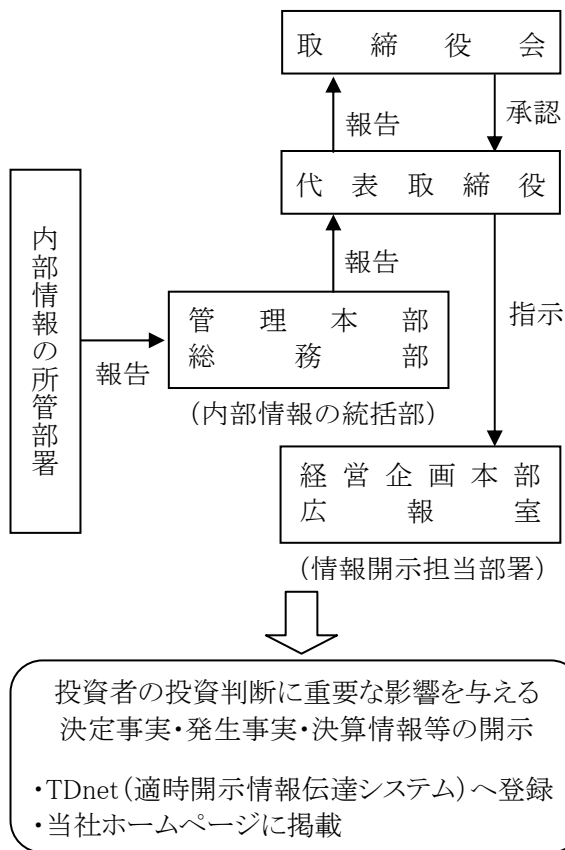 取締役会
報告
承認
代表取締役
報告
指示
内部情報の所管部署
報告
管理本部
総務部
(内部情報の統括部)
経営企画本部
広報室
(情報開示担当部署)
投資者の投資判断に重要な影響を与える
決定事実・発生事実・決算情報等の開示
・TDnet(適時開示情報伝達システム)へ登録
・当社ホームページに掲載